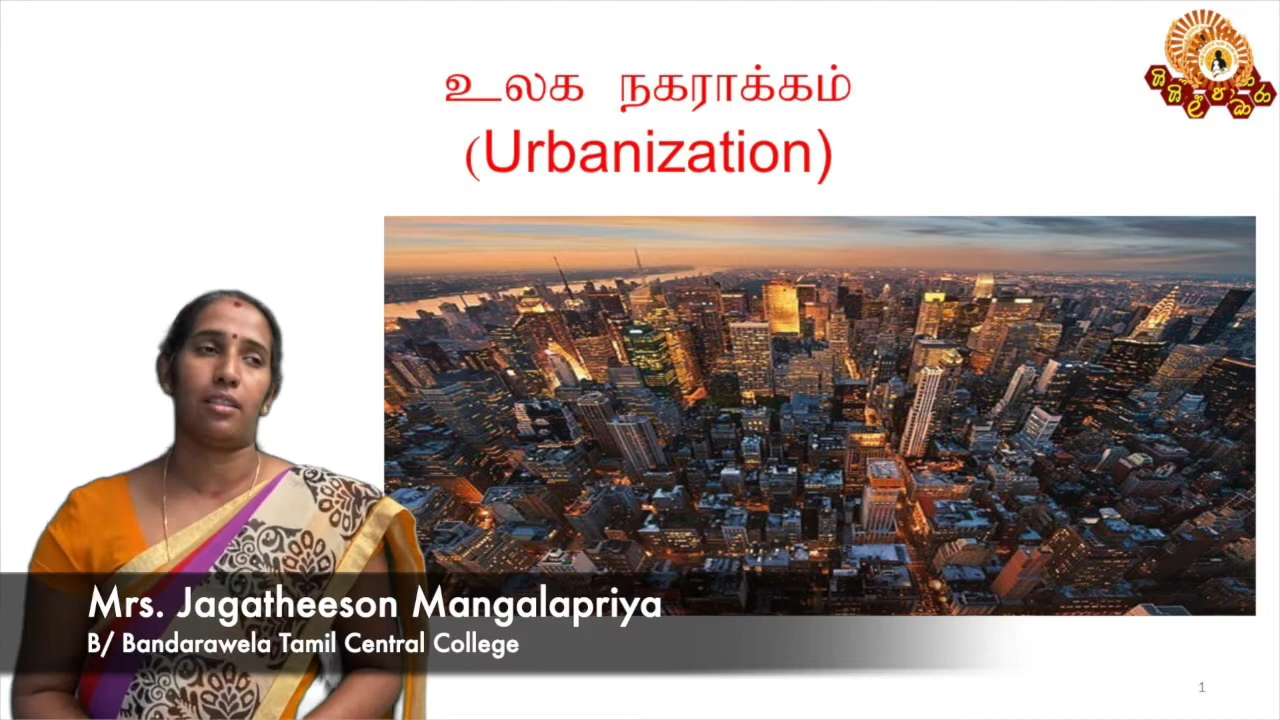 உலக நகராக்கம்
(Urbanization)
Mrs. Jagatheeson Mangalapriya
B/ Bandarawela Tamil Central College
1